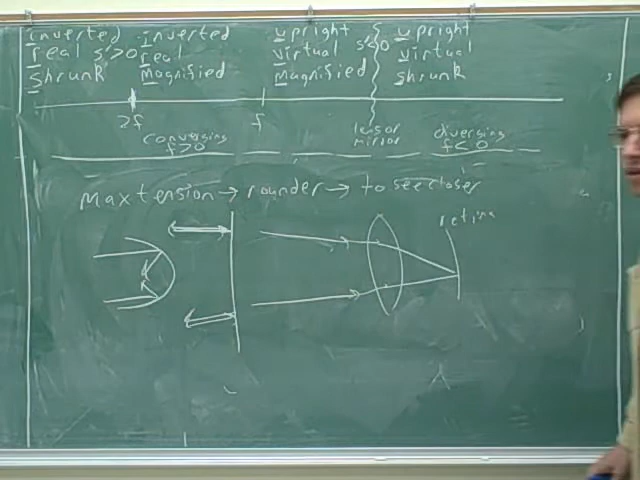 inverted inverted upright upright
real s'>0 real virtual s'<0 virtual
shrunk magnified magnified shrunk
2f f
converging lens or diverging
f>0 mirror f<0
Max tension → rounder → to see closer
retina